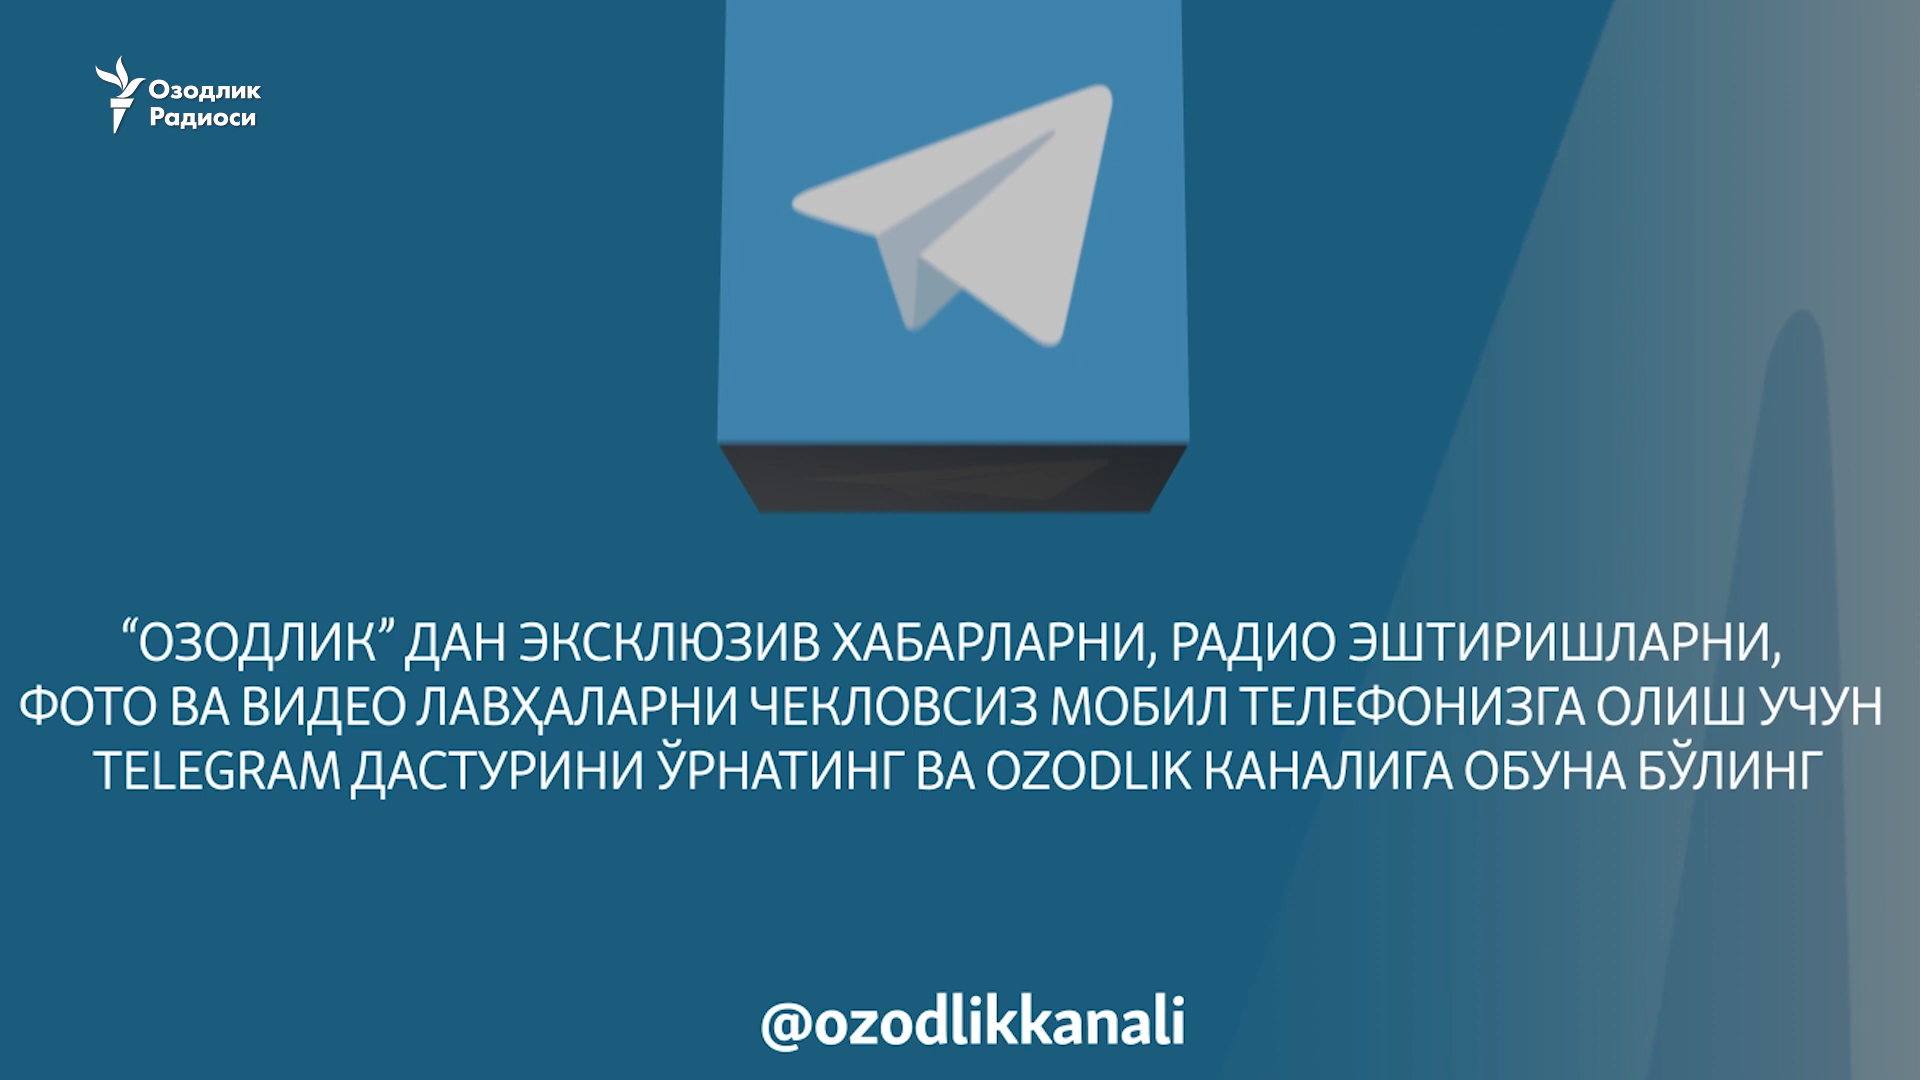 Озодлик
Радиоси
“ОЗОДЛИК” ДАН ЭКСКЛЮЗИВ ХАБАРЛАРНИ, РАДИО ЭШТИРИШЛАРНИ,
ФОТО ВА ВИДЕО ЛАВҲАЛАРНИ ЧЕКЛОВСИЗ МОБИЛ ТЕЛЕФОНИЗГА ОЛИШ УЧУН
TELEGRAM ДАСТУРИНИ ЎРНАТИНГ ВА OZODLIK КАНАЛИГА ОБУНА БЎЛИНГ
@ozodlikkanali